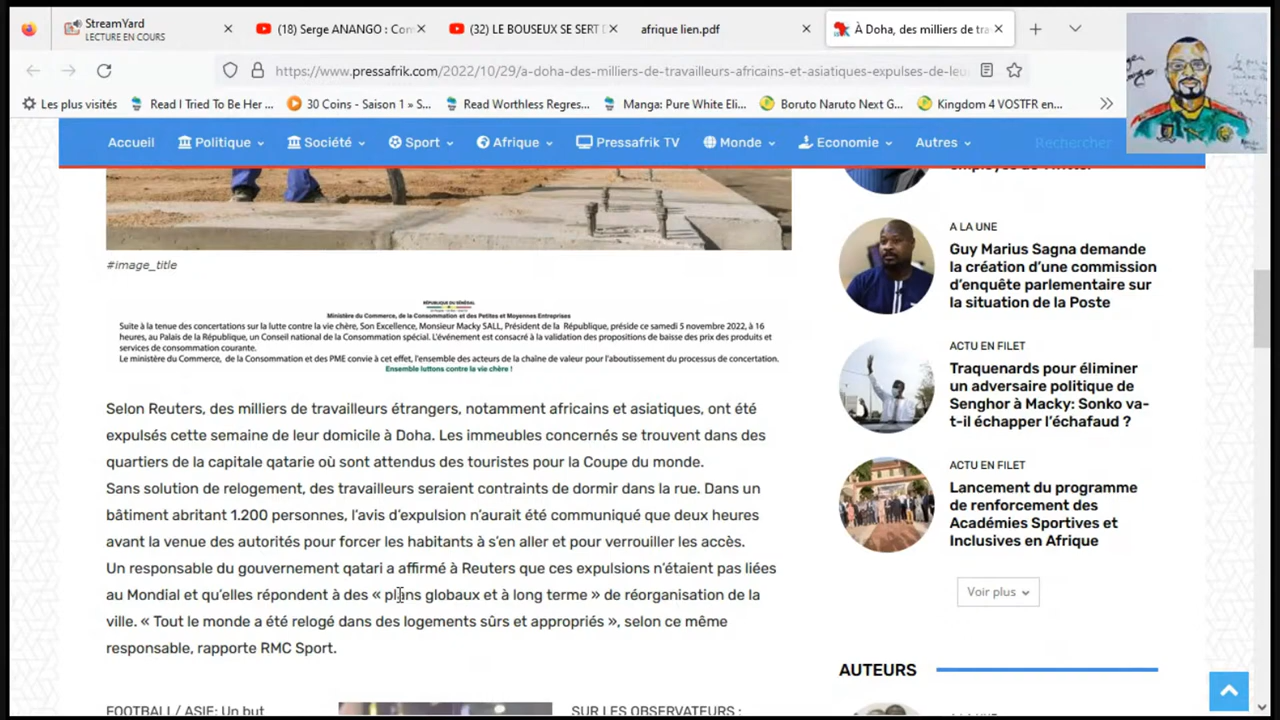 StreamYard
LECTURE EN COURS
(18) Serge ANANGO : Con
(32) LE BOUSEUX SE SERT D
afrique lien.pdf
À Doha, des milliers de tra
https://www.pressafrik.com/2022/10/29/a-doha-des-milliers-de-travailleurs-africains-et-asiatiques-expulses-de-leu
Les plus visités
Read I Tried To Be Her ...
30 Coins - Saison 1 » S...
Read Worthless Regres...
Manga: Pure White Eli...
Boruto Naruto Next G...
Kingdom 4 VOSTFR en...
Accueil
Politique
Société
Sport
Afrique
Pressafrik TV
Monde
Economie
Autres
Rechercher
#image_title
RÉPUBLIQUE DU SÉNÉGAL
Ministère du Commerce, de la Consommation et des Petites et Moyennes Entreprises
Suite à la tenue des concertations sur la lutte contre la vie chère, Son Excellence, Monsieur Macky SALL, Président de la République, préside ce samedi 5 novembre 2022, à 16
heures, au Palais de la République, un Conseil national de la Consommation spécial. L'événement est consacré à la validation des propositions de baisse des prix des produits et
services de consommation courante.
Le ministère du Commerce, de la Consommation et des PME convie à cet effet, l'ensemble des acteurs de la chaîne de valeur pour l'aboutissement du processus de concertation.
Ensemble luttons contre la vie chère !
Selon Reuters, des milliers de travailleurs étrangers, notamment africains et asiatiques, ont été
expulsés cette semaine de leur domicile à Doha. Les immeubles concernés se trouvent dans des
quartiers de la capitale qatarie où sont attendus des touristes pour la Coupe du monde.
Sans solution de relogement, des travailleurs seraient contraints de dormir dans la rue. Dans un
bâtiment abritant 1.200 personnes, l'avis d'expulsion n'aurait été communiqué que deux heures
avant la venue des autorités pour forcer les habitants à s'en aller et pour verrouiller les accès.
Un responsable du gouvernement qatari a affirmé à Reuters que ces expulsions n'étaient pas liées
au Mondial et qu'elles répondent à des « plans globaux et à long terme » de réorganisation de la
ville. « Tout le monde a été relogé dans des logements sûrs et appropriés », selon ce même
responsable, rapporte RMC Sport.
FOOTBALL/ ASIE: Un but
SUR LES OBSERVATEURS :
A LA UNE
Guy Marius Sagna demande
la création d'une commission
d'enquête parlementaire sur
la situation de la Poste
ACTU EN FILET
Traquenards pour éliminer
un adversaire politique de
Senghor à Macky: Sonko va-
t-il échapper l'échafaud ?
ACTU EN FILET
Lancement du programme
de renforcement des
Académies Sportives et
Inclusives en Afrique
Voir plus
AUTEURS